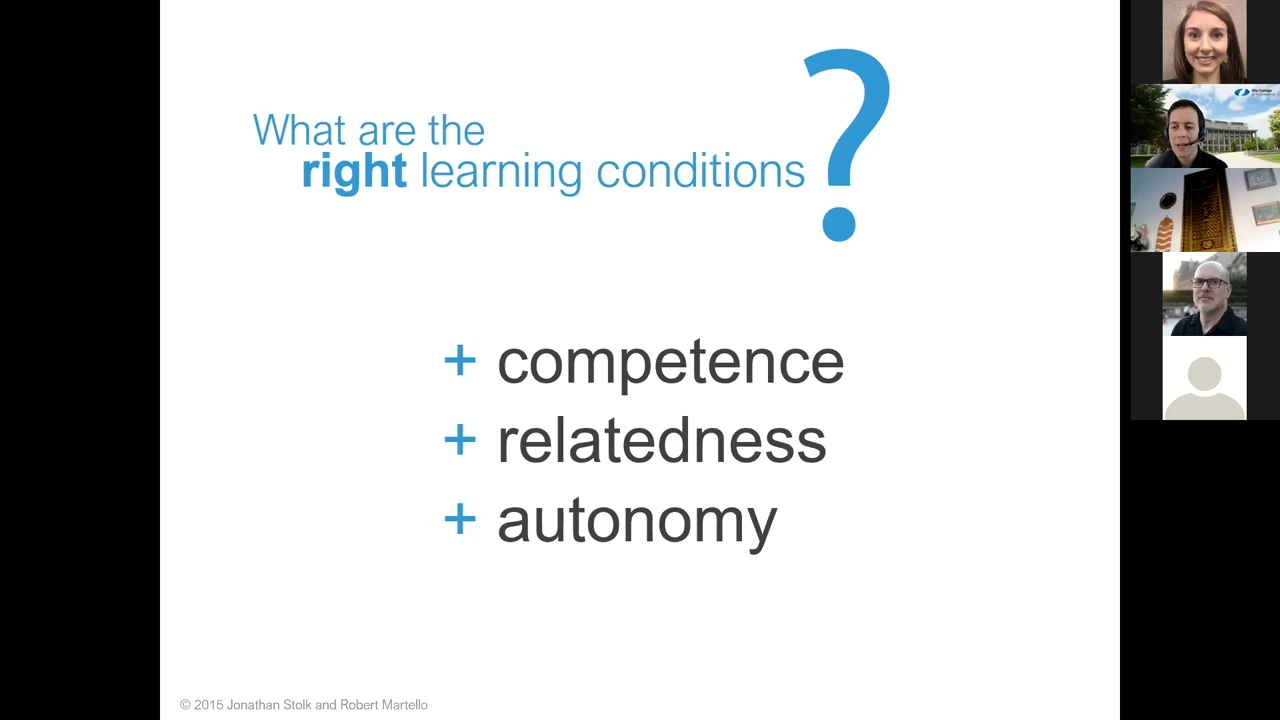 What are the
right learning conditions
?
+ competence
+ relatedness
+ autonomy
© 2015 Jonathan Stolk and Robert Martello